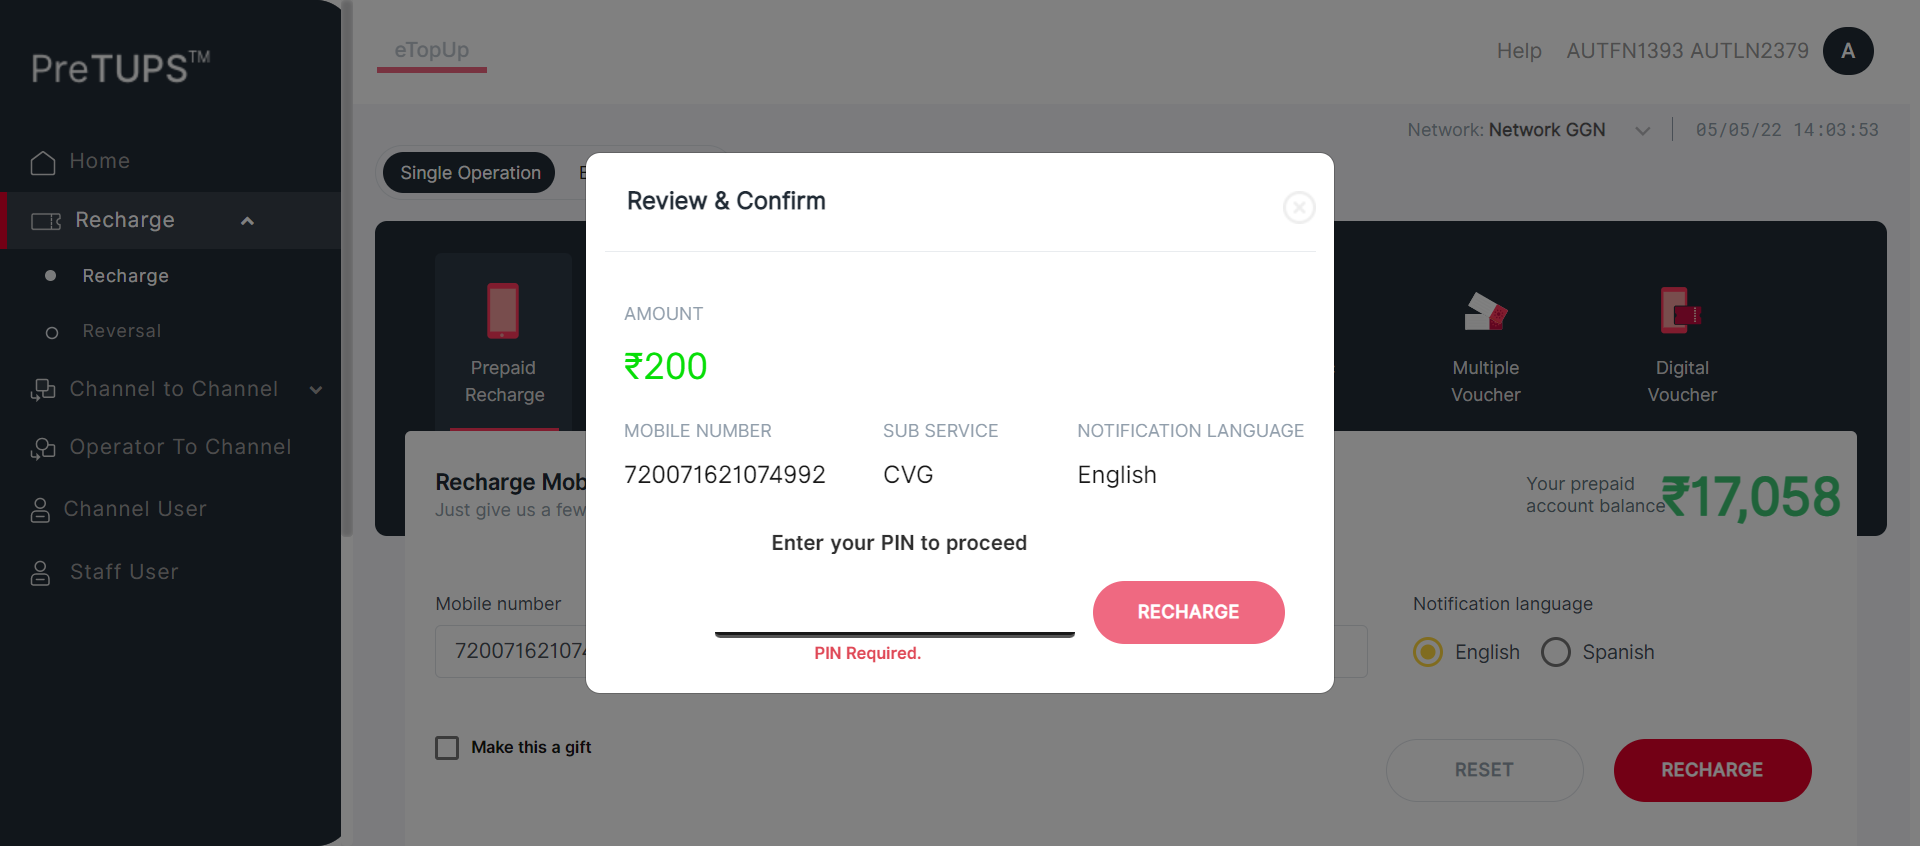 PreTUPS™
eTopUp
Help
AUTFN1393 AUTLN2379
A
Network: Network GGN
05/05/22 14:03:53
Home
Recharge
Recharge
Reversal
Channel to Channel
Operator To Channel
Channel User
Staff User
Single Operation
Prepaid
Recharge
Multiple
Voucher
Digital
Voucher
Review & Confirm
AMOUNT
₹200
MOBILE NUMBER
SUB SERVICE
NOTIFICATION LANGUAGE
720071621074992
CVG
English
Enter your PIN to proceed
RECHARGE
PIN Required.
Recharge Mob
Just give us a few
Your prepaid
account balance
₹17,058
Mobile number
72007162107
Notification language
English
Spanish
Make this a gift
RESET
RECHARGE